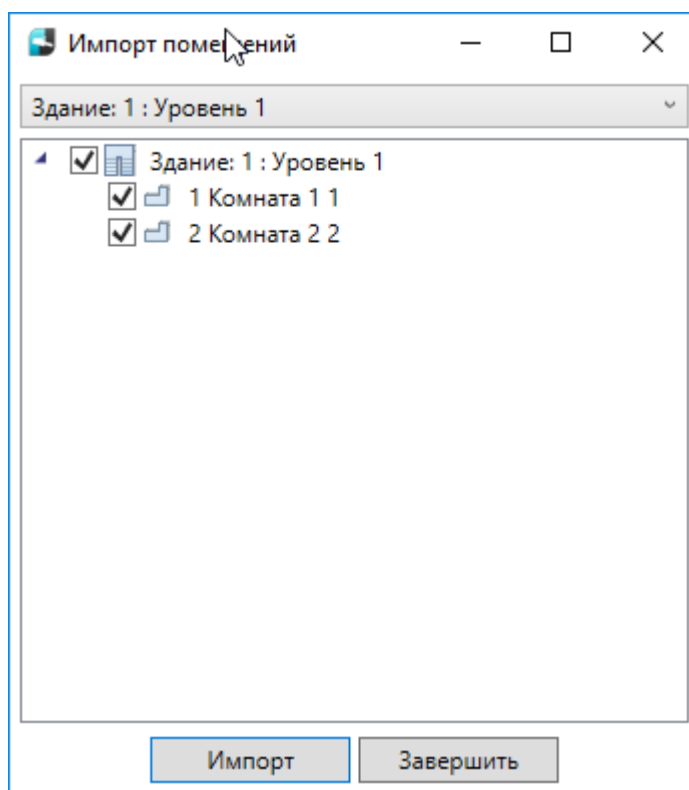 Импорт помещений
Здание: 1 : Уровень 1
Здание: 1 : Уровень 1
1 Комната 1 1
2 Комната 2 2
Импорт
Завершить